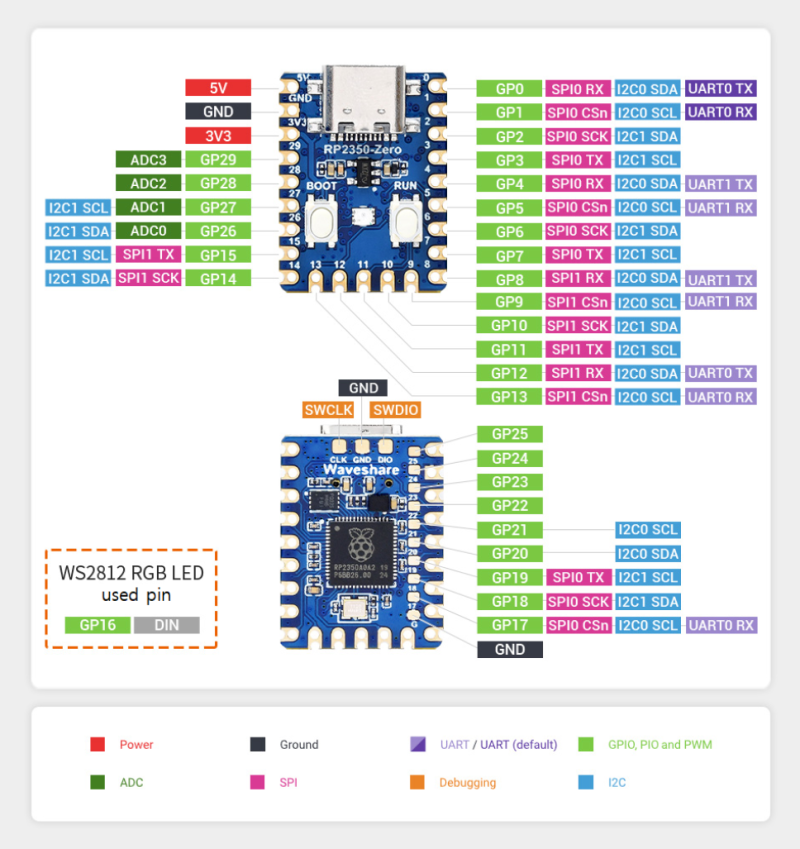 5V
GND
3V3
ADC3 GP29
ADC2 GP28
I2C1 SCL ADC1 GP27
I2C1 SDA ADC0 GP26
I2C1 SCL SPI1 TX GP15
I2C1 SDA SPI1 SCK GP14
5V 0
GND 1
3V3 2
29 3
RP2350-Zero
28 4
27 BOOT RUN 5
26 6
15 7
14 13 12 11 10 9 8
GP0 SPI0 RX I2C0 SDA UART0 TX
GP1 SPI0 CSn I2C0 SCL UART0 RX
GP2 SPI0 SCK I2C1 SDA
GP3 SPI0 TX I2C1 SCL
GP4 SPI0 RX I2C0 SDA UART1 TX
GP5 SPI0 CSn I2C0 SCL UART1 RX
GP6 SPI0 SCK I2C1 SDA
GP7 SPI0 TX I2C1 SCL
GP8 SPI1 RX I2C0 SDA UART1 TX
GP9 SPI1 CSn I2C0 SCL UART1 RX
GP10 SPI1 SCK I2C1 SDA
GP11 SPI1 TX I2C1 SCL
GP12 SPI1 RX I2C0 SDA UART0 TX
GP13 SPI1 CSn I2C0 SCL UART0 RX
GND
SWCLK SWDIO
CLK GND DIO
Waveshare
25
24
23
22
21
20
19
18
17
G
RP2350A0A2 19
24
GP25
GP24
GP23
GP22
GP21 I2C0 SCL
GP20 I2C0 SDA
GP19 SPI0 TX I2C1 SCL
GP18 SPI0 SCK I2C1 SDA
GP17 SPI0 CSn I2C0 SCL UART0 RX
GND
WS2812 RGB LED
used pin
GP16 DIN
Power Ground UART / UART (default) GPIO, PIO and PWM
ADC SPI Debugging I2C